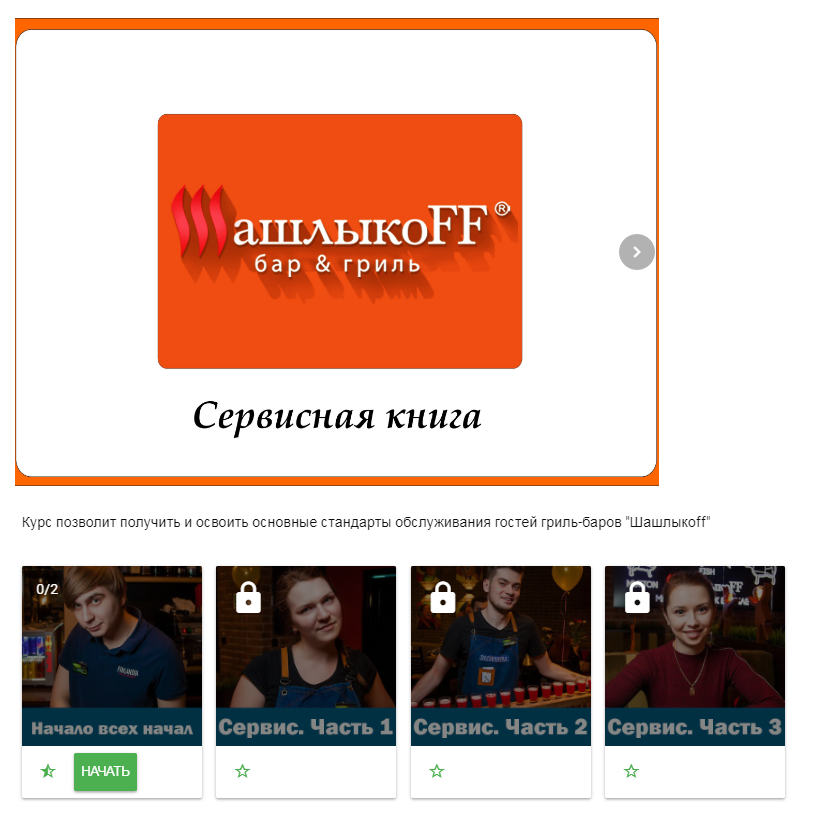 ШашлыкоFF®
бар & гриль
Сервисная книга
Курс позволит получить и освоить основные стандарты обслуживания гостей гриль-баров "Шашлыкоff"
0/2
Начало всех начал
Сервис. Часть 1
Сервис. Часть 2
Сервис. Часть 3
НАЧАТЬ